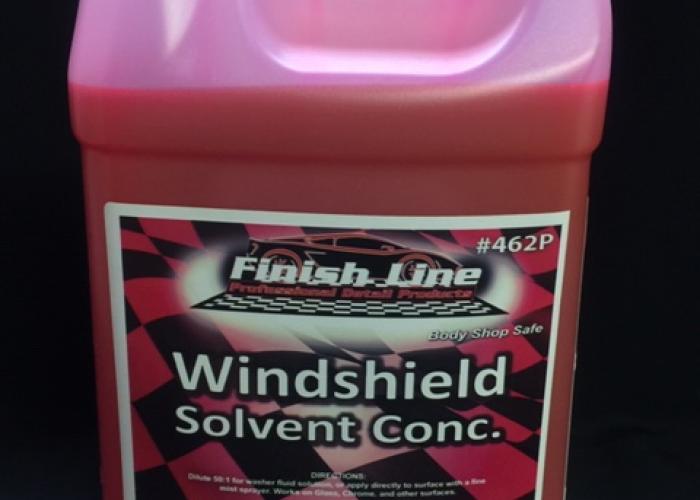 #462P
Finish Line
Professional Detail Products
Body Shop Safe
Windshield
Solvent Conc.
DIRECTIONS:
Dilute 50:1 for washer fluid solution, or apply directly to surface with a fine
mist sprayer. Works on Glass, Chrome, and other surfaces.